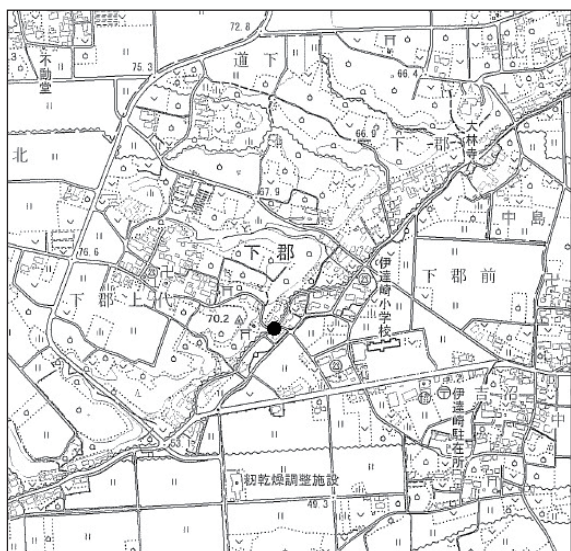 72.8
道下
不動堂
75.3
66.4
大林寺
下郡
66.9
北
67.9
中島
下郡
下郡前
伊達崎小学校
76.6
下郡上代
70.2
吉沼
中
伊達崎駐在所
53
籾乾燥調整施設
49.3